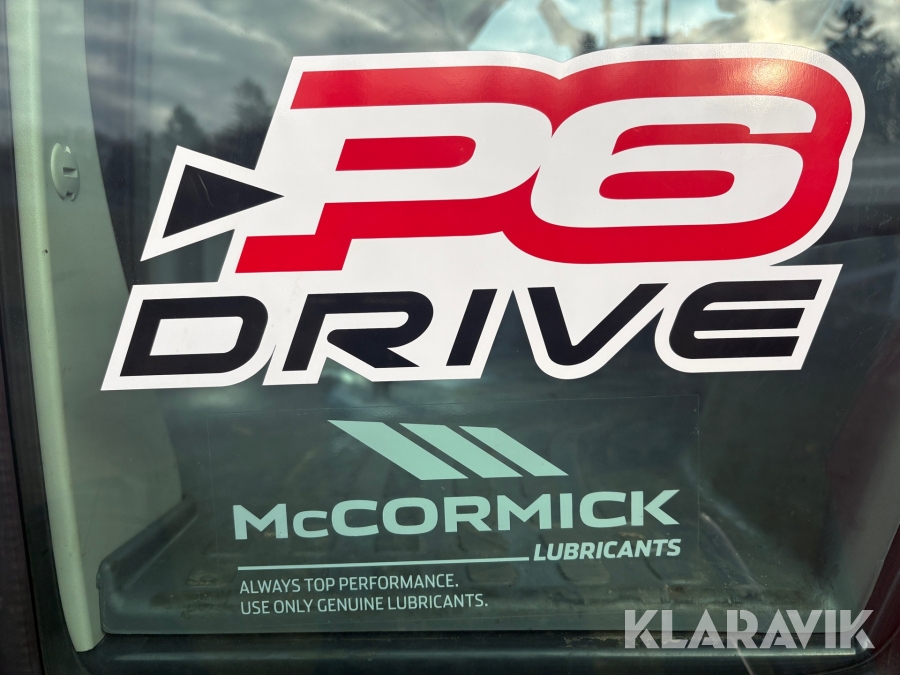 P6
DRIVE
McCORMICK
LUBRICANTS
ALWAYS TOP PERFORMANCE.
USE ONLY GENUINE LUBRICANTS.
KLARAVIK